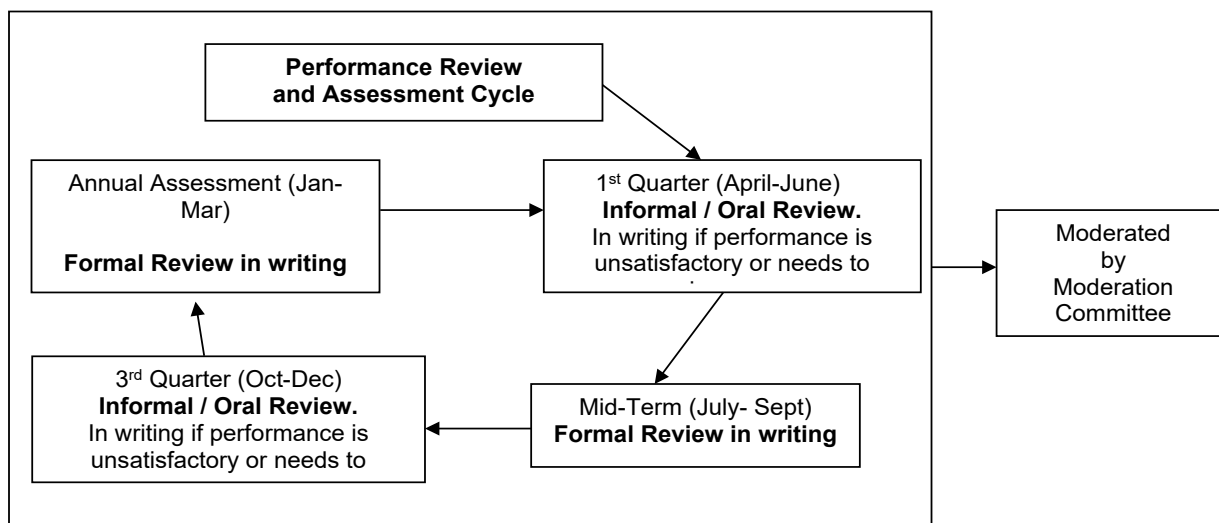 Performance Review
and Assessment Cycle
Annual Assessment (Jan-
Mar)
Formal Review in writing
1st Quarter (April-June)
Informal / Oral Review.
In writing if performance is
unsatisfactory or needs to
Moderated
by
Moderation
Committee
3rd Quarter (Oct-Dec)
Informal / Oral Review.
In writing if performance is
unsatisfactory or needs to
Mid-Term (July- Sept)
Formal Review in writing